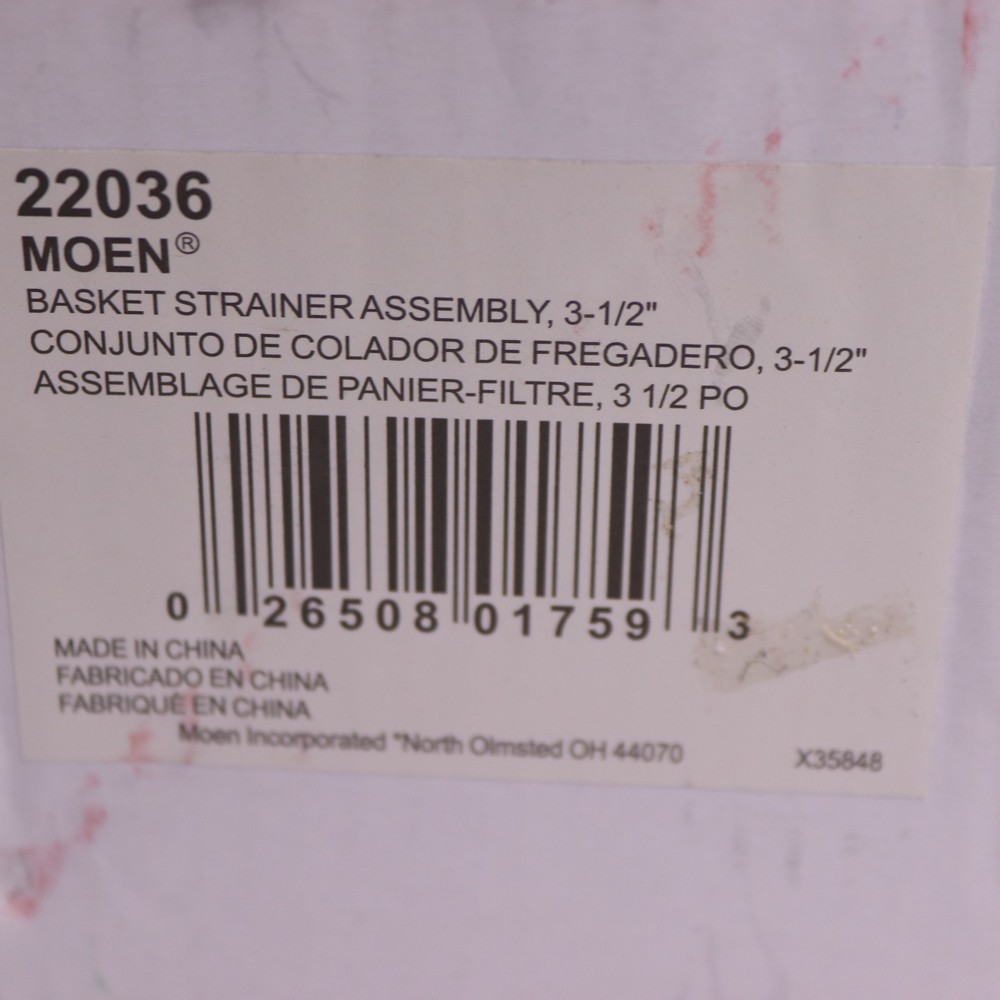 22036
MOEN®
BASKET STRAINER ASSEMBLY, 3-1/2"
CONJUNTO DE COLADOR DE FREGADERO, 3-1/2"
ASSEMBLAGE DE PANIER-FILTRE, 3 1/2 PO
0 26508 01759 3
MADE IN CHINA
FABRICADO EN CHINA
FABRIQUÉ EN CHINA
Moen Incorporated "North Olmsted OH 44070
X35848